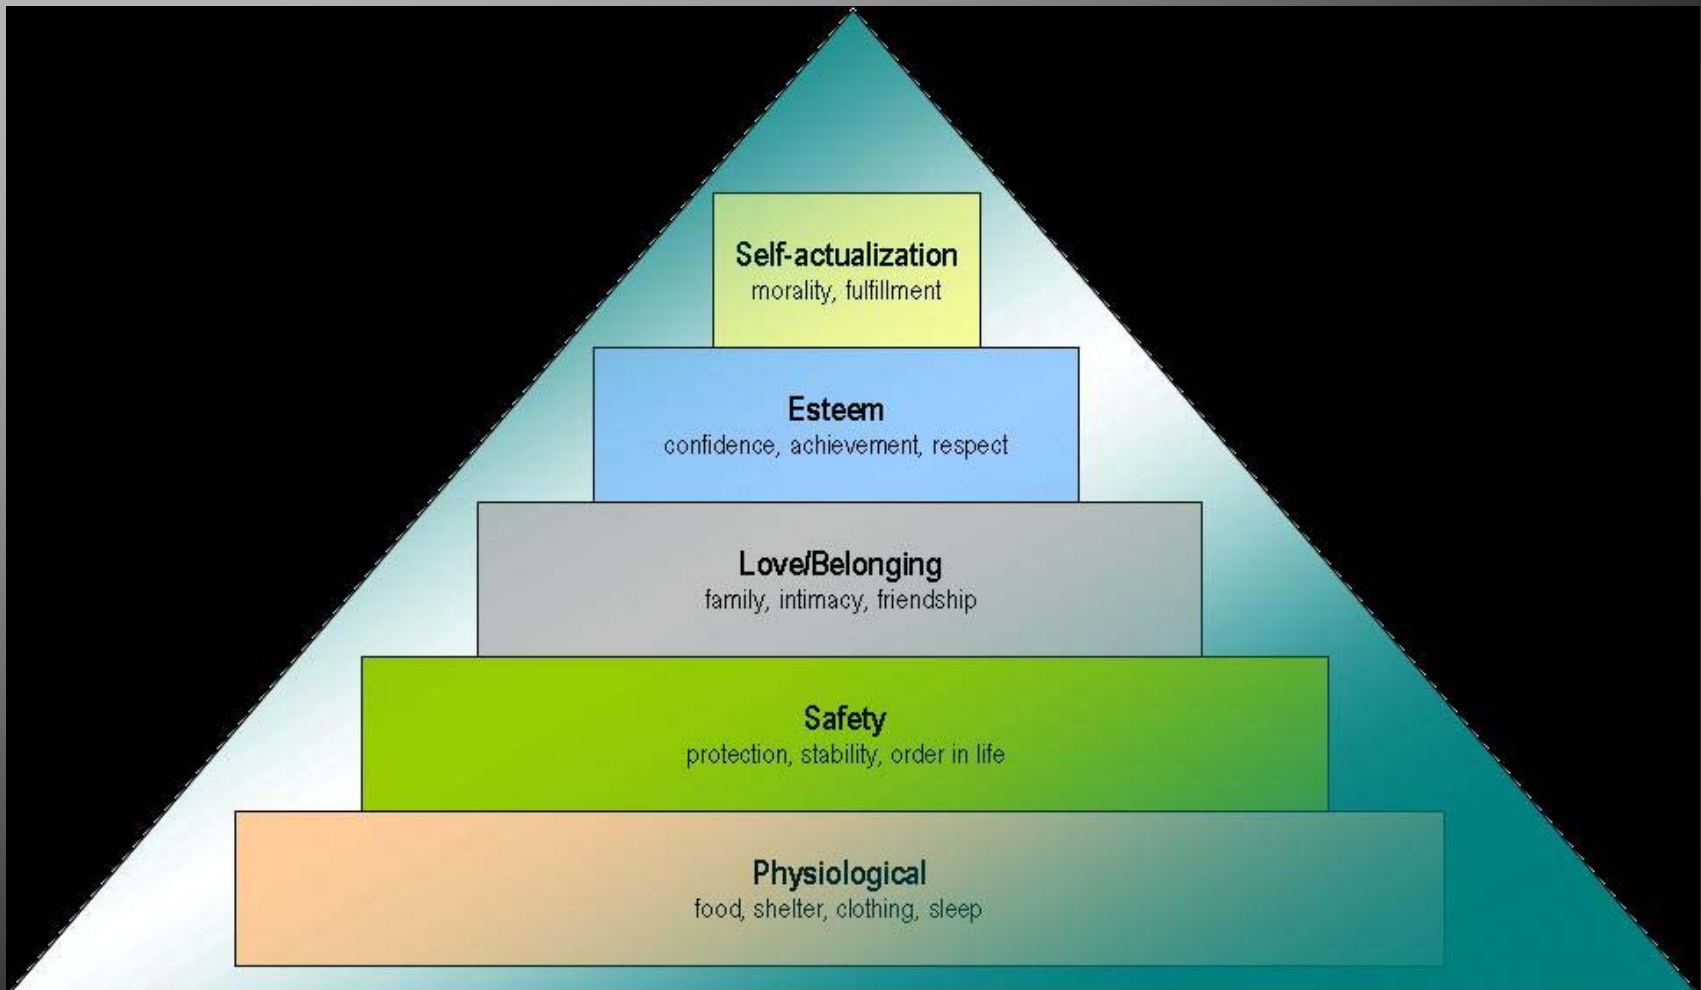 Self-actualization
morality, fulfillment
Esteem
confidence, achievement, respect
Love/Belonging
family, intimacy, friendship
Safety
protection, stability, order in life
Physiological
food, shelter, clothing, sleep